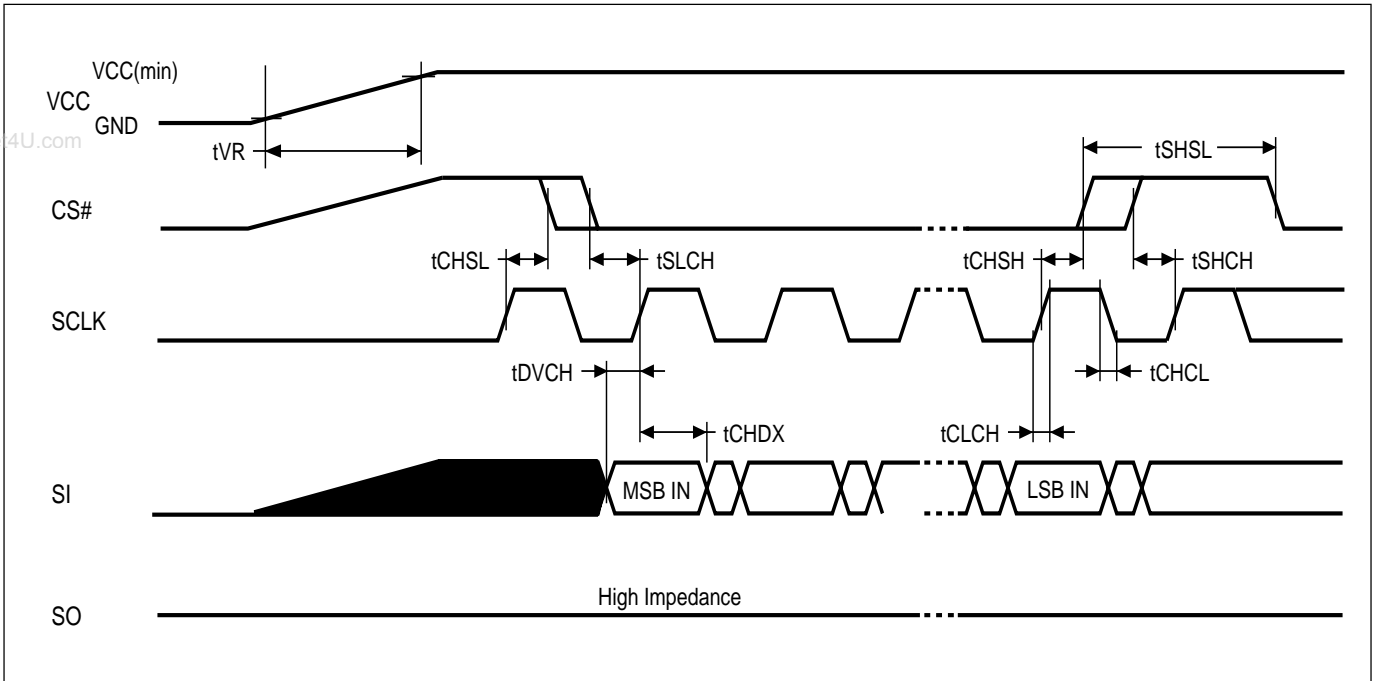 VCC(min)
VCC
GND
t4U.com
tVR
tSHSL
CS#
tCHSL
tSLCH
tCHSH
tSHCH
SCLK
tDVCH
tCHCL
tCHDX
tCLCH
SI
MSB IN
LSB IN
High Impedance
SO